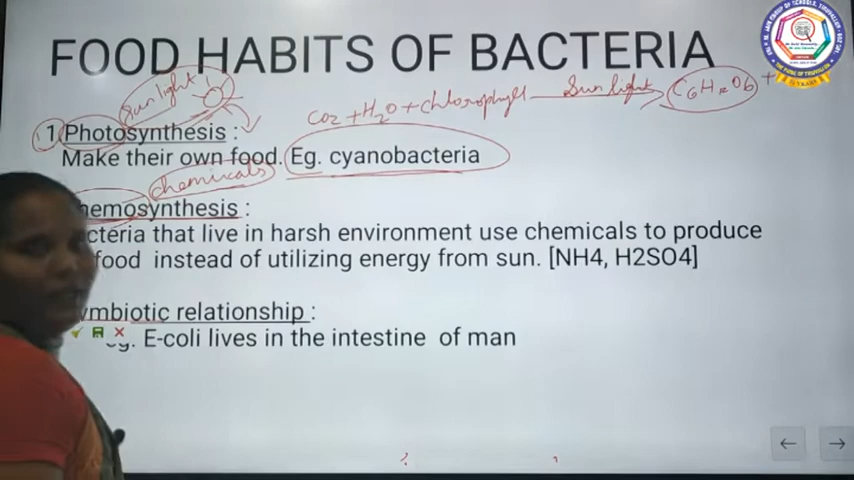 FOOD HABITS OF BACTERIA
sunlight
CO2 + H2O + chlorophyll Sunlight C6H12O6 +
1 Photosynthesis :
Make their own food. Eg. cyanobacteria
chemicals
hemosynthesis :
cteria that live in harsh environment use chemicals to produce
food instead of utilizing energy from sun. [NH4, H2SO4]
ymbiotic relationship :
eg. E-coli lives in the intestine of man